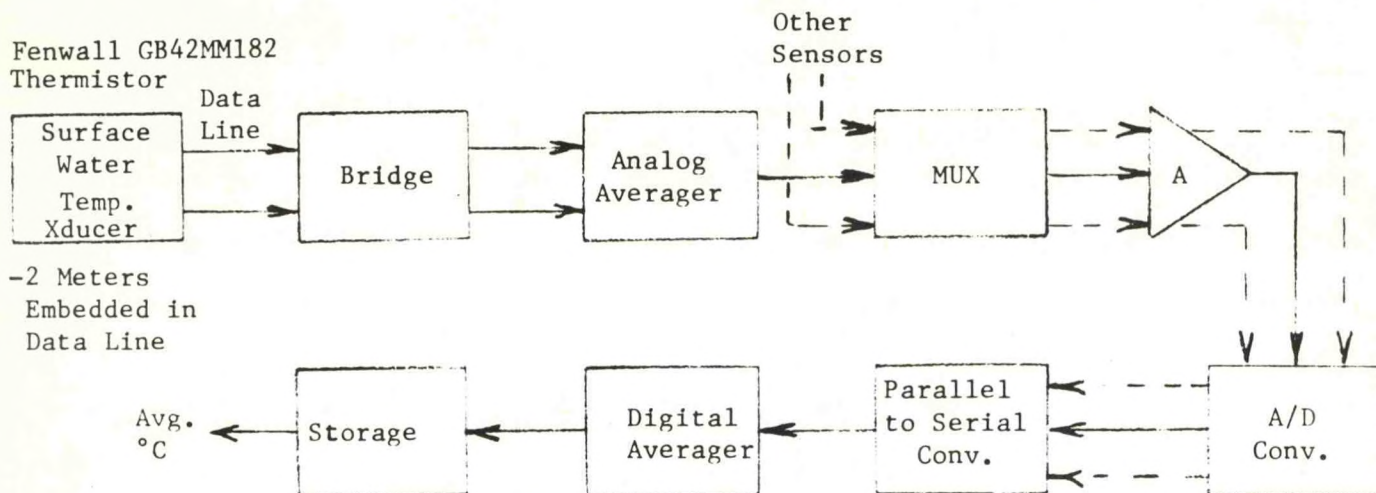 Other
Sensors
Fenwall GB42MM182
Thermistor
Data
Line
Surface
Water
Temp.
Xducer
Bridge
Analog
Averager
MUX
A
-2 Meters
Embedded in
Data Line
Avg.
°C
Storage
Digital
Averager
Parallel
to Serial
Conv.
A/D
Conv.